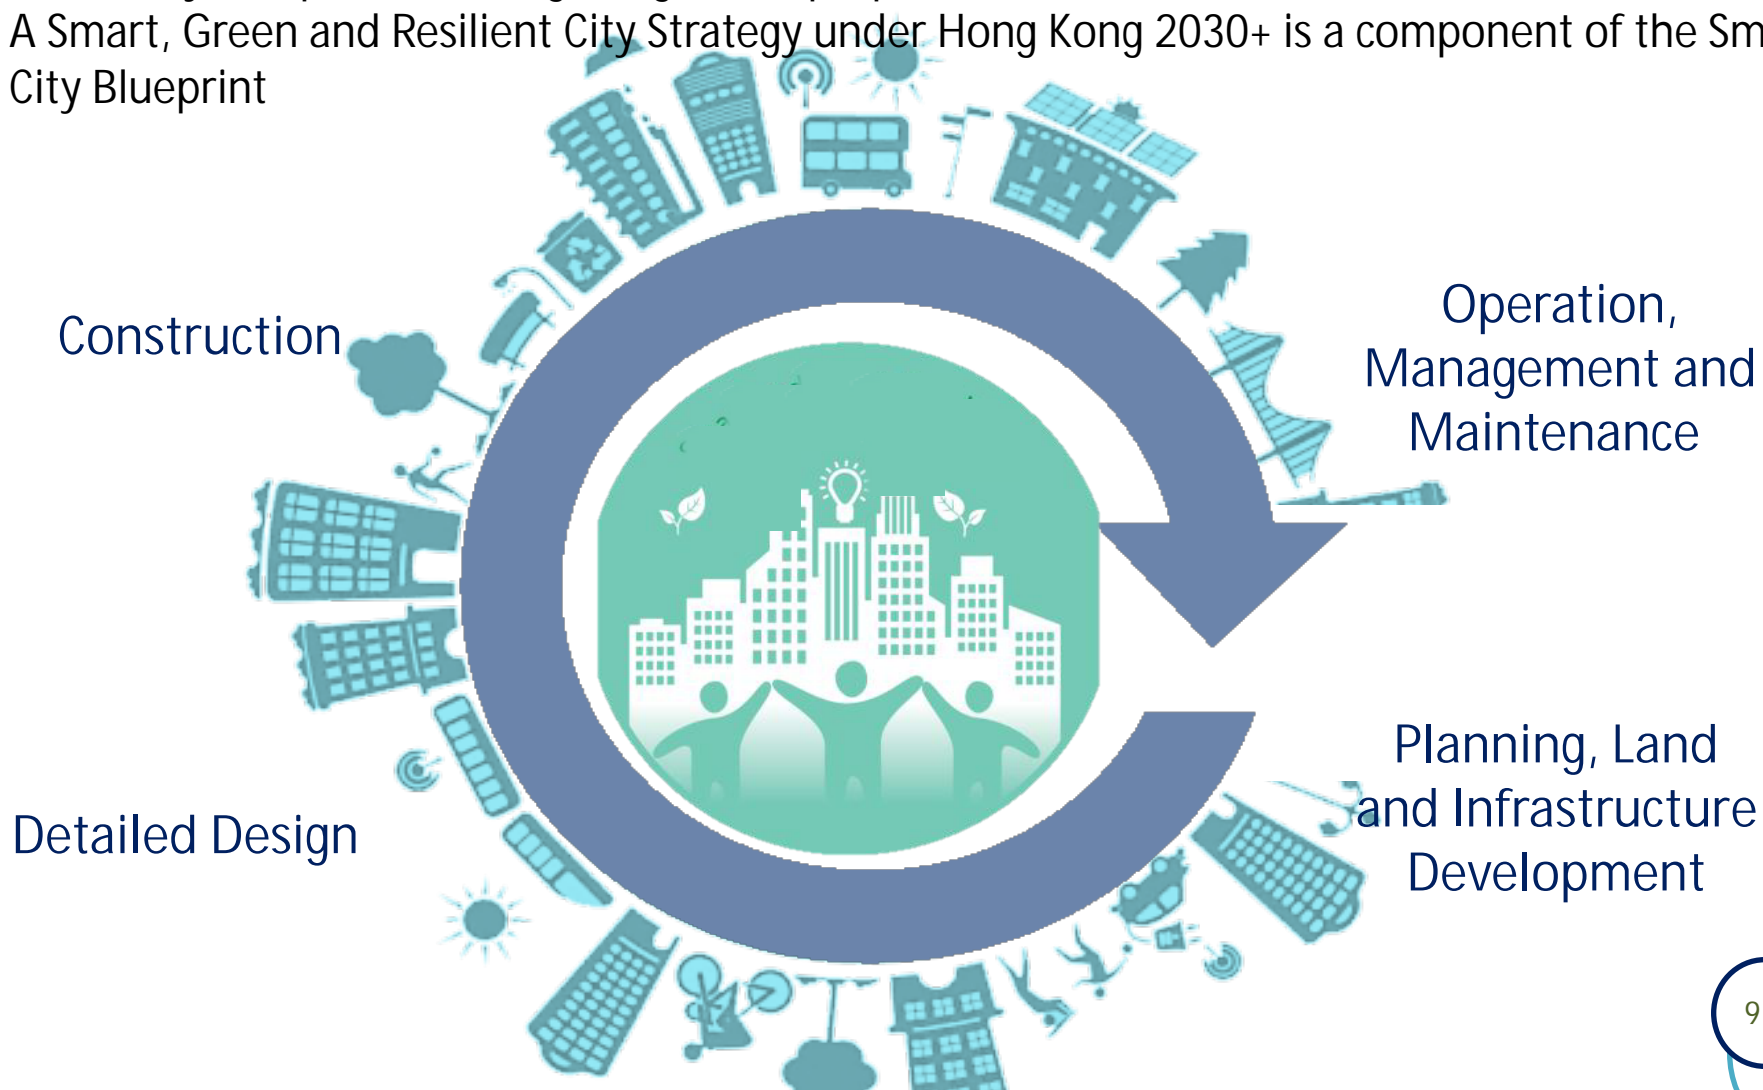 A Smart, Green and Resilient City Strategy under Hong Kong 2030+ is a component of the Sm
City Blueprint
Construction
Operation,
Management and
Maintenance
Detailed Design
Planning, Land
and Infrastructure
Development
9